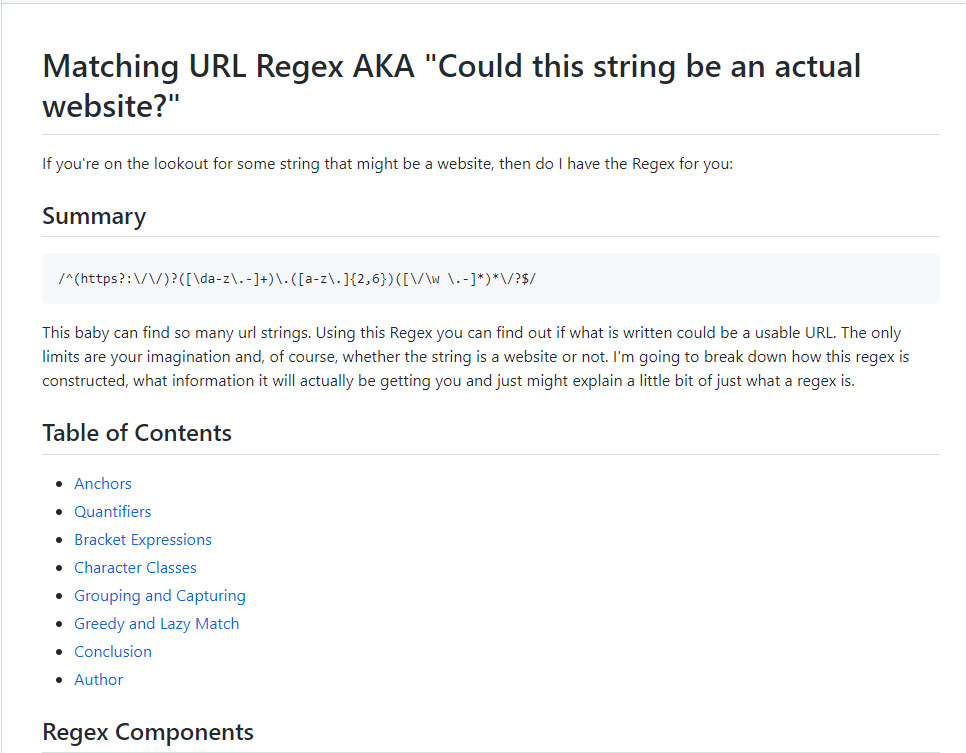 Matching URL Regex AKA "Could this string be an actual
website?"
If you're on the lookout for some string that might be a website, then do I have the Regex for you:
Summary
/^(https?:\/\/)?([\da-z\.-]+)\.([a-z\.]{2,6})([\/\w \.-]*)*\/?$/
This baby can find so many url strings. Using this Regex you can find out if what is written could be a usable URL. The only
limits are your imagination and, of course, whether the string is a website or not. I'm going to break down how this regex is
constructed, what information it will actually be getting you and just might explain a little bit of just what a regex is.
Table of Contents
Anchors
Quantifiers
Bracket Expressions
Character Classes
Grouping and Capturing
Greedy and Lazy Match
Conclusion
Author
Regex Components